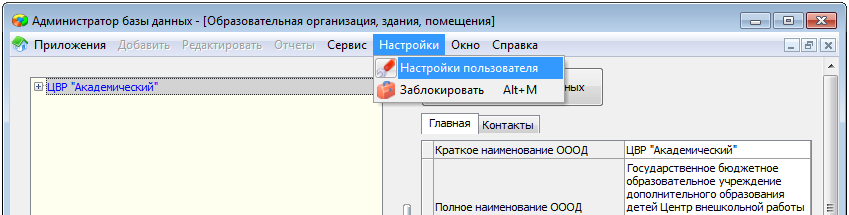 Администратор базы данных - [Образовательная организация, здания, помещения]
Приложения Добавить Редактировать Отчеты Сервис Настройки Окно Справка
Настройки пользователя
Заблокировать Alt+M
ЦВР "Академический"
Главная Контакты
Краткое наименование ОООД ЦВР "Академический"
Полное наименование ОООД
Государственное бюджетное
образовательное учреждение
дополнительного образования
детей Центр внешкольной работы